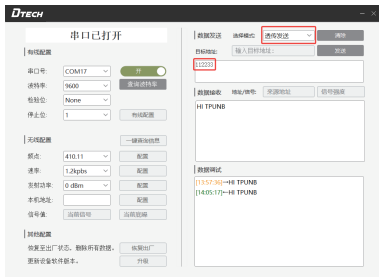 DTECH
串口已打开
有线配置
串口号: COM17 开
波特率: 9600 查询波特率
检验位: None
停止位: 1 有线配置
无线配置 一键查询信息
频点: 410.11 配置
速率: 1.2kpbs 配置
发射功率: 0 dBm 配置
本机地址: 配置
信号值: 当前信号 当前底噪
其他配置
恢复至出厂状态，删除所有数据。 恢复出厂
更新设备软件版本。 升级
数据发送 选择模式: 透传发送 清除
目标地址: 输入目标地址: 发送
112233
数据接收 地址/信号: 来源地址 信号强度
HI TPUNB
数据调试
[13:57:36]←HI TPUNB
[14:05:17]←HI TPUNB